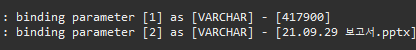 : binding parameter [1] as [VARCHAR] - [417900]
: binding parameter [2] as [VARCHAR] - [21.09.29 보고서.pptx]